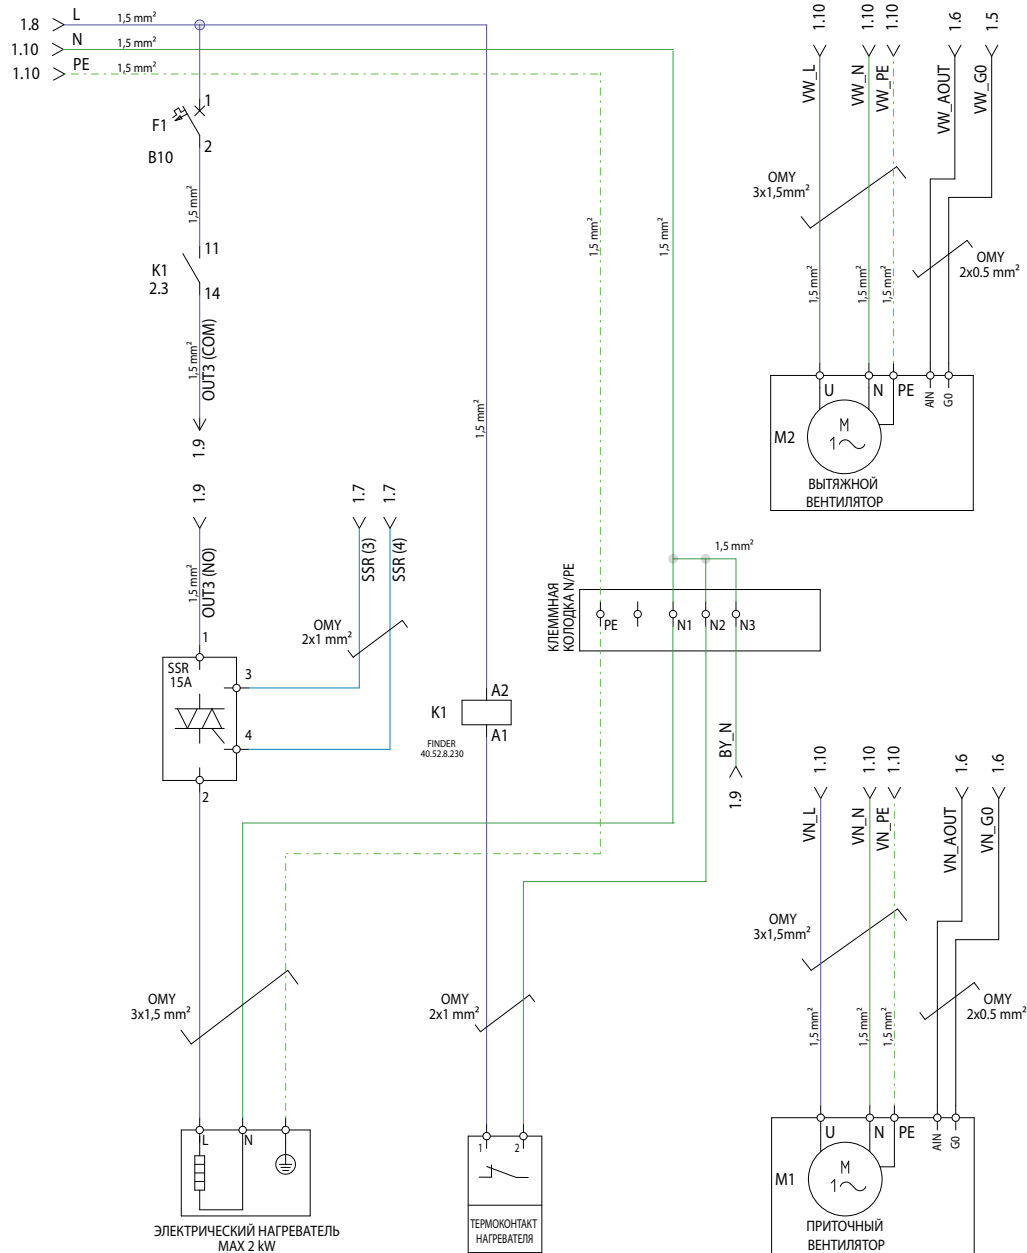 1.8
L
1,5 mm²
1.10
N
1,5 mm²
1.10
PE
1,5 mm²
1
F1
2
B10
1,5 mm²
11
K1
2.3
14
1,5 mm²
OUT3 (COM)
1.9
1.9
1,5 mm²
OUT3 (NO)
1
SSR
15A
3
4
2
1.7
1.7
SSR (3)
SSR (4)
OMY
2x1 mm²
1,5 mm²
A2
K1
A1
FINDER
40.52.8.230
1,5 mm²
1,5 mm²
1,5 mm²
КЛЕММНАЯ
КОЛОДКА N/PE
PE
N1
N2
N3
BY_N
1.9
OMY
3x1,5 mm²
L
N
ЭЛЕКТРИЧЕСКИЙ НАГРЕВАТЕЛЬ
MAX 2 kW
OMY
2x1 mm²
1
2
ТЕРМОКОНТАКТ
НАГРЕВАТЕЛЯ
1.10
1.10
1.10
1.6
1.5
VW_L
VW_N
VW_PE
VW_AOUT
VW_G0
OMY
3x1,5mm²
OMY
2x0.5 mm²
1,5 mm²
1,5 mm²
1,5 mm²
U
N
PE
AIN
G0
M2
M
1
ВЫТЯЖНОЙ
ВЕНТИЛЯТОР
1.10
1.10
1.10
1.6
1.6
VN_L
VN_N
VN_PE
VN_AOUT
VN_G0
OMY
3x1,5mm²
OMY
2x0.5 mm²
1,5 mm²
1,5 mm²
1,5 mm²
U
N
PE
AIN
G0
M1
M
1
ПРИТОЧНЫЙ
ВЕНТИЛЯТОР